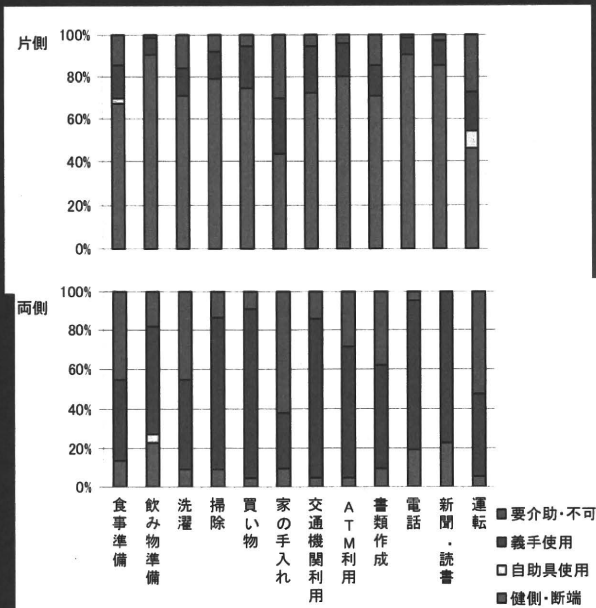 片側
100%
80%
60%
40%
20%
0%
両側
100%
80%
60%
40%
20%
0%
食事準備
飲み物準備
洗濯
掃除
買い物
家の手入れ
交通機関利用
ATM利用
書類作成
電話
新聞・読書
運転
■要介助・不可
■義手使用
□自助具使用
■健側・断端